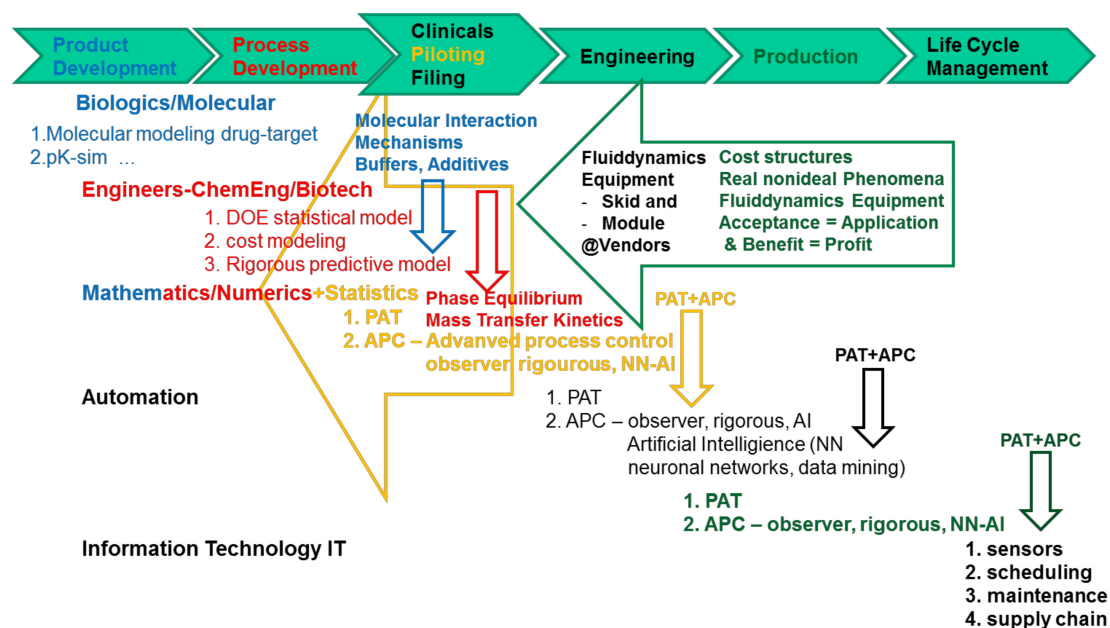 Product
Development
Process
Development
Clinicals
Piloting
Filing
Engineering
Production
Life Cycle
Management
Biologics/Molecular
1.Molecular modeling drug-target
2.pK-sim  ...
Molecular Interaction
Mechanisms
Buffers, Additives
Engineers-ChemEng/Biotech
1. DOE statistical model
2. cost modeling
3. Rigorous predictive model
Fluiddynamics
Equipment
- Skid and
- Module
@Vendors
Cost structures
Real nonideal Phenomena
Fluiddynamics Equipment
Acceptance = Application
& Benefit = Profit
Mathematics/Numerics+Statistics
Phase Equilibrium
Mass Transfer Kinetics
1. PAT
2. APC – Advanved process control
observer, rigourous, NN-AI
PAT+APC
PAT+APC
Automation
1. PAT
2. APC – observer, rigorous, AI
Artificial Intelligience (NN
neuronal networks, data mining)
PAT+APC
1. PAT
2. APC – observer, rigorous, NN-AI
Information Technology IT
1. sensors
2. scheduling
3. maintenance
4. supply chain